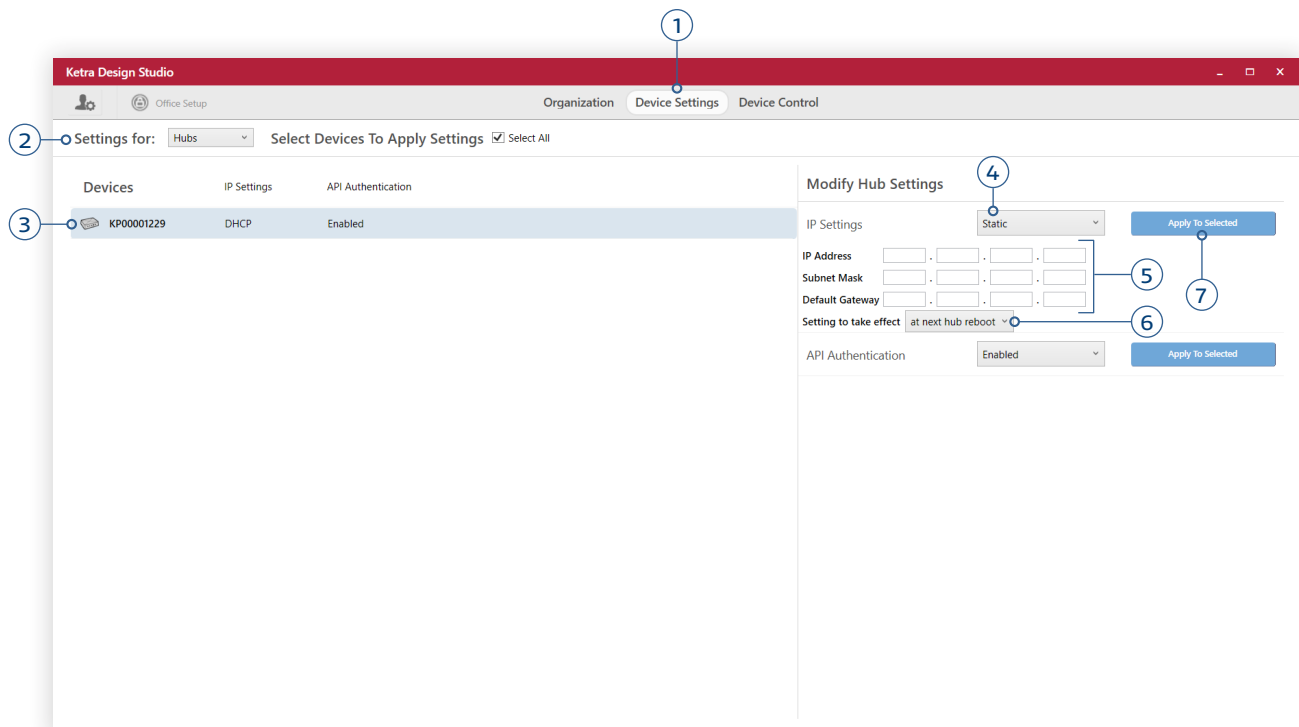 1
Ketra Design Studio
Office Setup
Organization Device Settings Device Control
2 Settings for: Hubs Select Devices To Apply Settings Select All
Devices IP Settings API Authentication
3 KP00001229 DHCP Enabled
Modify Hub Settings
4
IP Settings Static Apply To Selected
IP Address . . .
Subnet Mask . . .
Default Gateway . . .
5
7
Setting to take effect at next hub reboot 6
API Authentication Enabled Apply To Selected